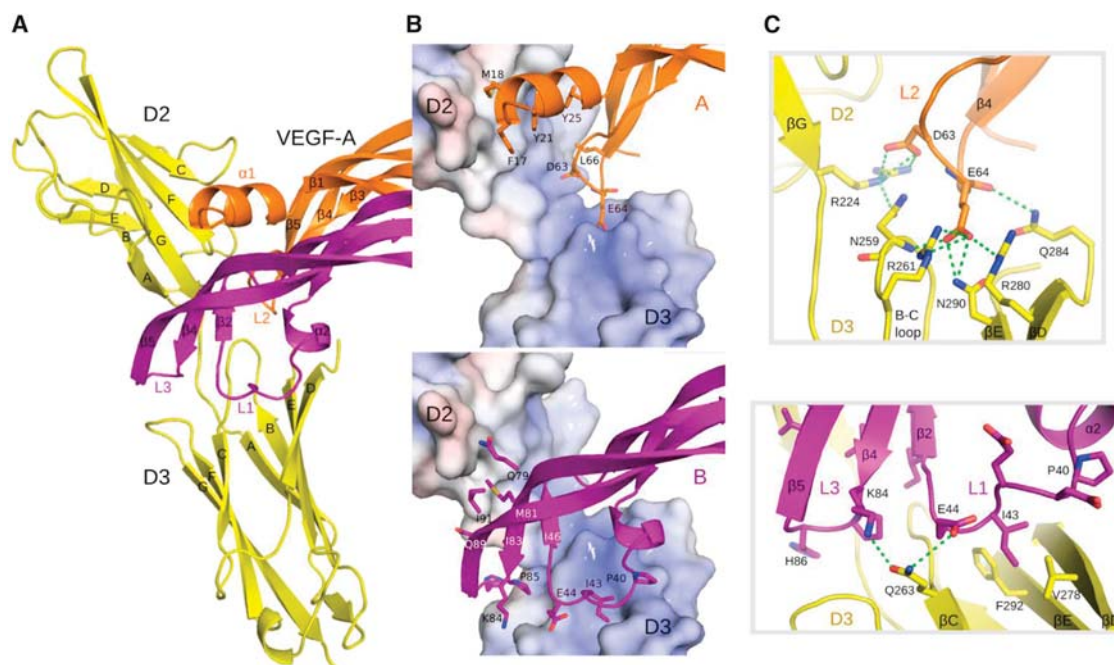 A
D2
VEGF-A
C
D
α1
F
E
B
G
A
β1
β3
β4
β5
L2
β2
α2
β4
β5
L3
L1
D
E
B
A
C
F
G
D3
B
M18
D2
Y25
A
Y21
F17
L66
D63
E64
D3
D2
Q79
B
M81
I91
I46
Q89
I83
P85
I43
P40
E44
K84
D3
C
L2
D2
β4
βG
D63
E64
R224
N259
Q284
R261
R280
N290
B-C
loop
D3
βE
βD
β2
α2
β4
P40
β5
L3
K84
L1
E44
I43
H86
Q263
V278
F292
D3
βC
βE
βD